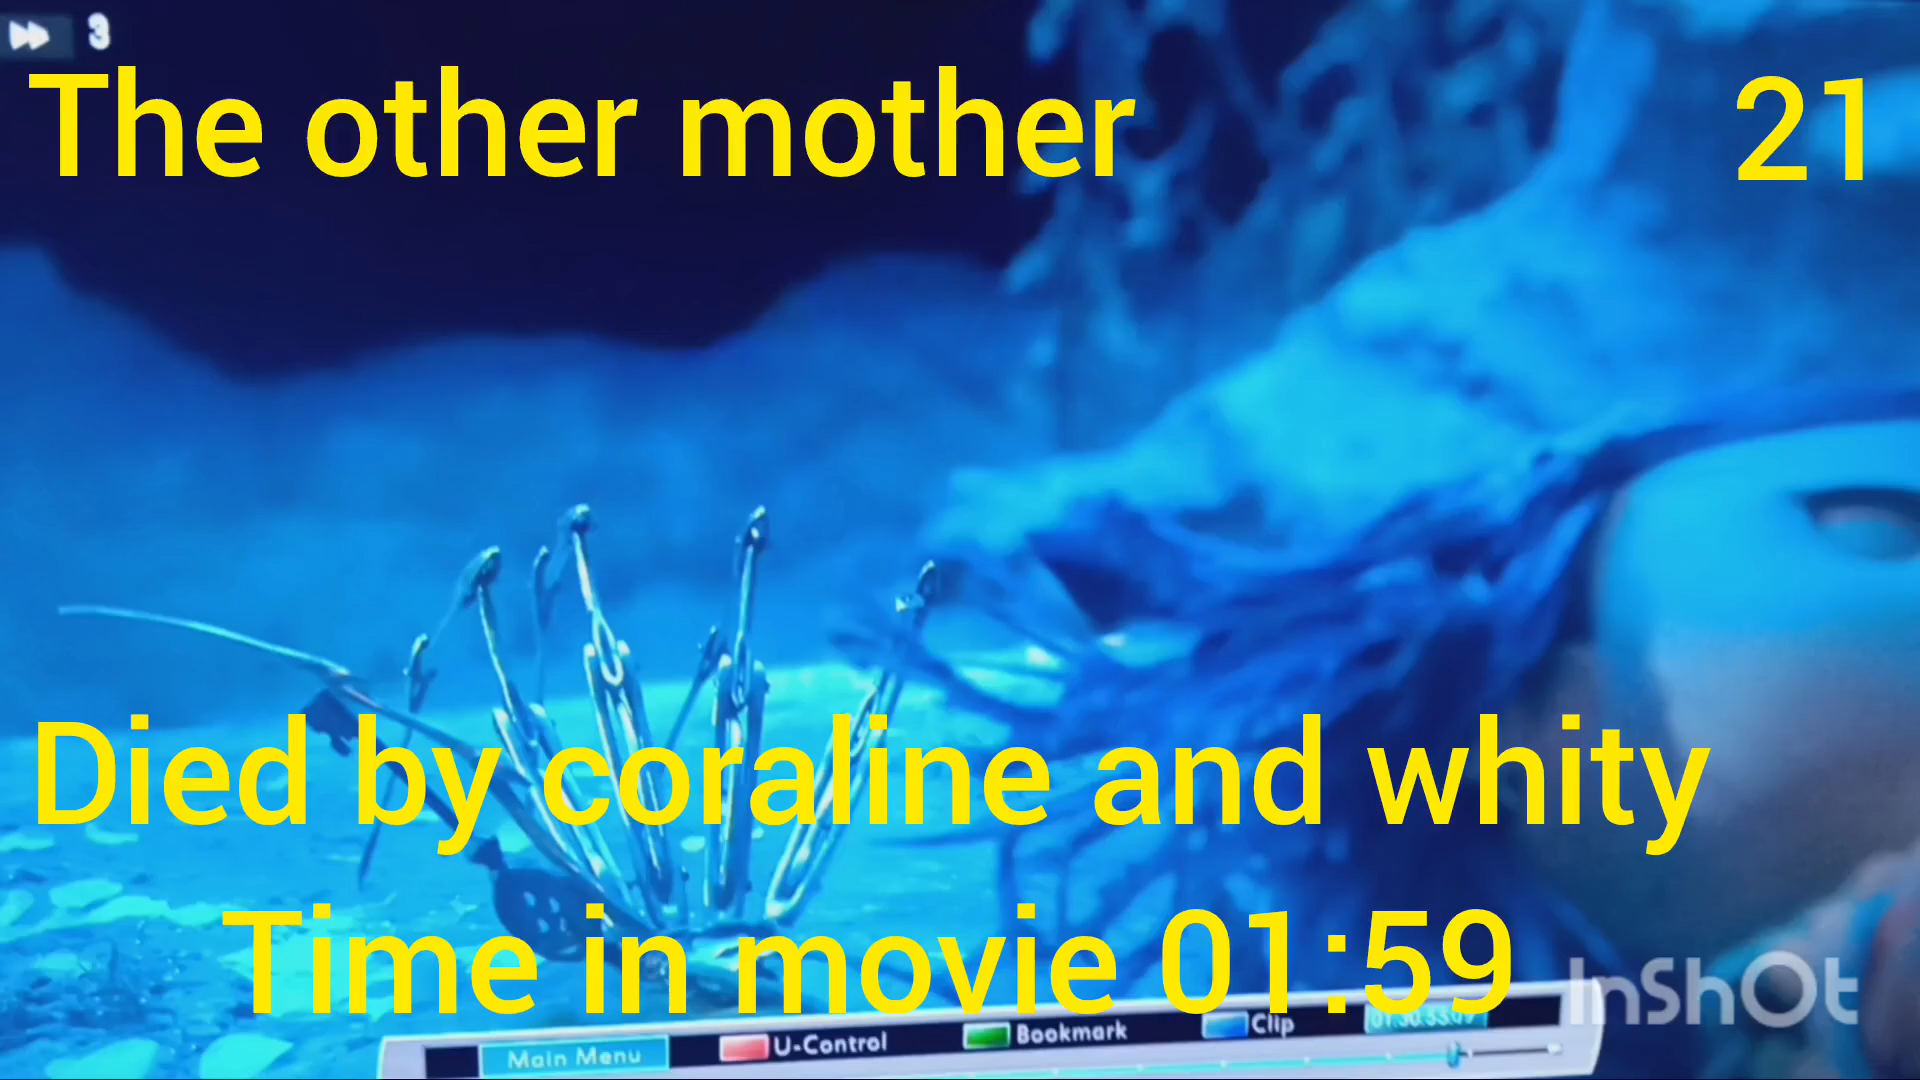 3
The other mother 21
Died by coraline and whity
Time in movie 01:59
InShOt
Main Menu U-Control Bookmark Clip